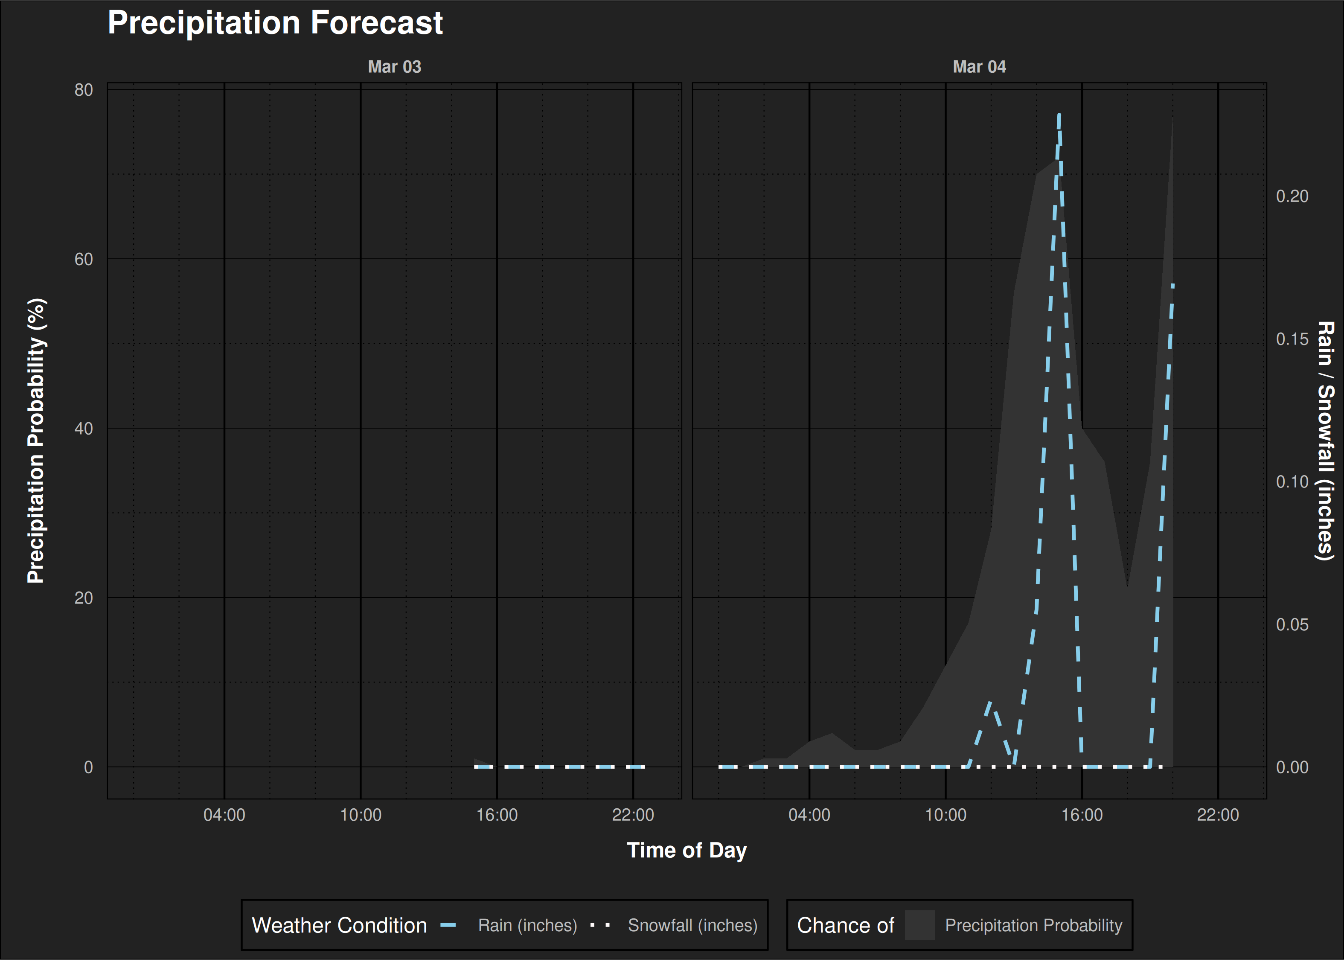 Precipitation Forecast
Mar 03
Mar 04
80
60
40
20
0
Precipitation Probability (%)
0.20
0.15
0.10
0.05
0.00
Rain / Snowfall (inches)
04:00 10:00 16:00 22:00
04:00 10:00 16:00 22:00
Time of Day
Weather Condition Rain (inches) Snowfall (inches)
Chance of Precipitation Probability